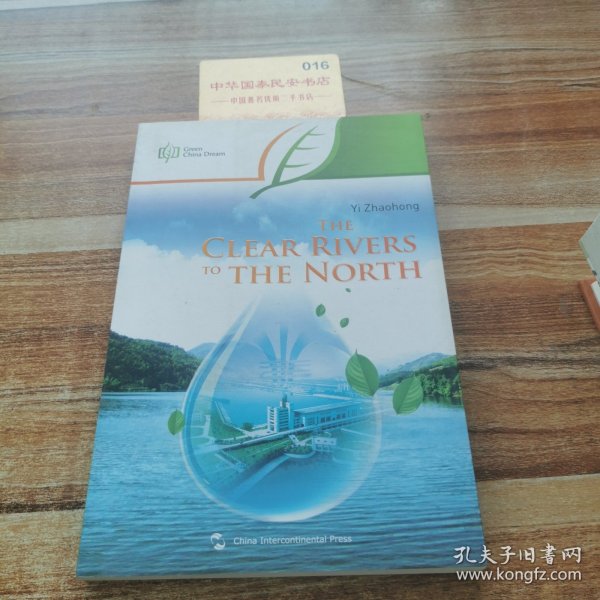 016
中华国泰民安书店
中国著名优质二手书店
Green
China Dream
Yi Zhaohong
THE
CLEAR RIVERS
TO THE NORTH
China Intercontinental Press
孔夫子旧书网
www.kongfz.com